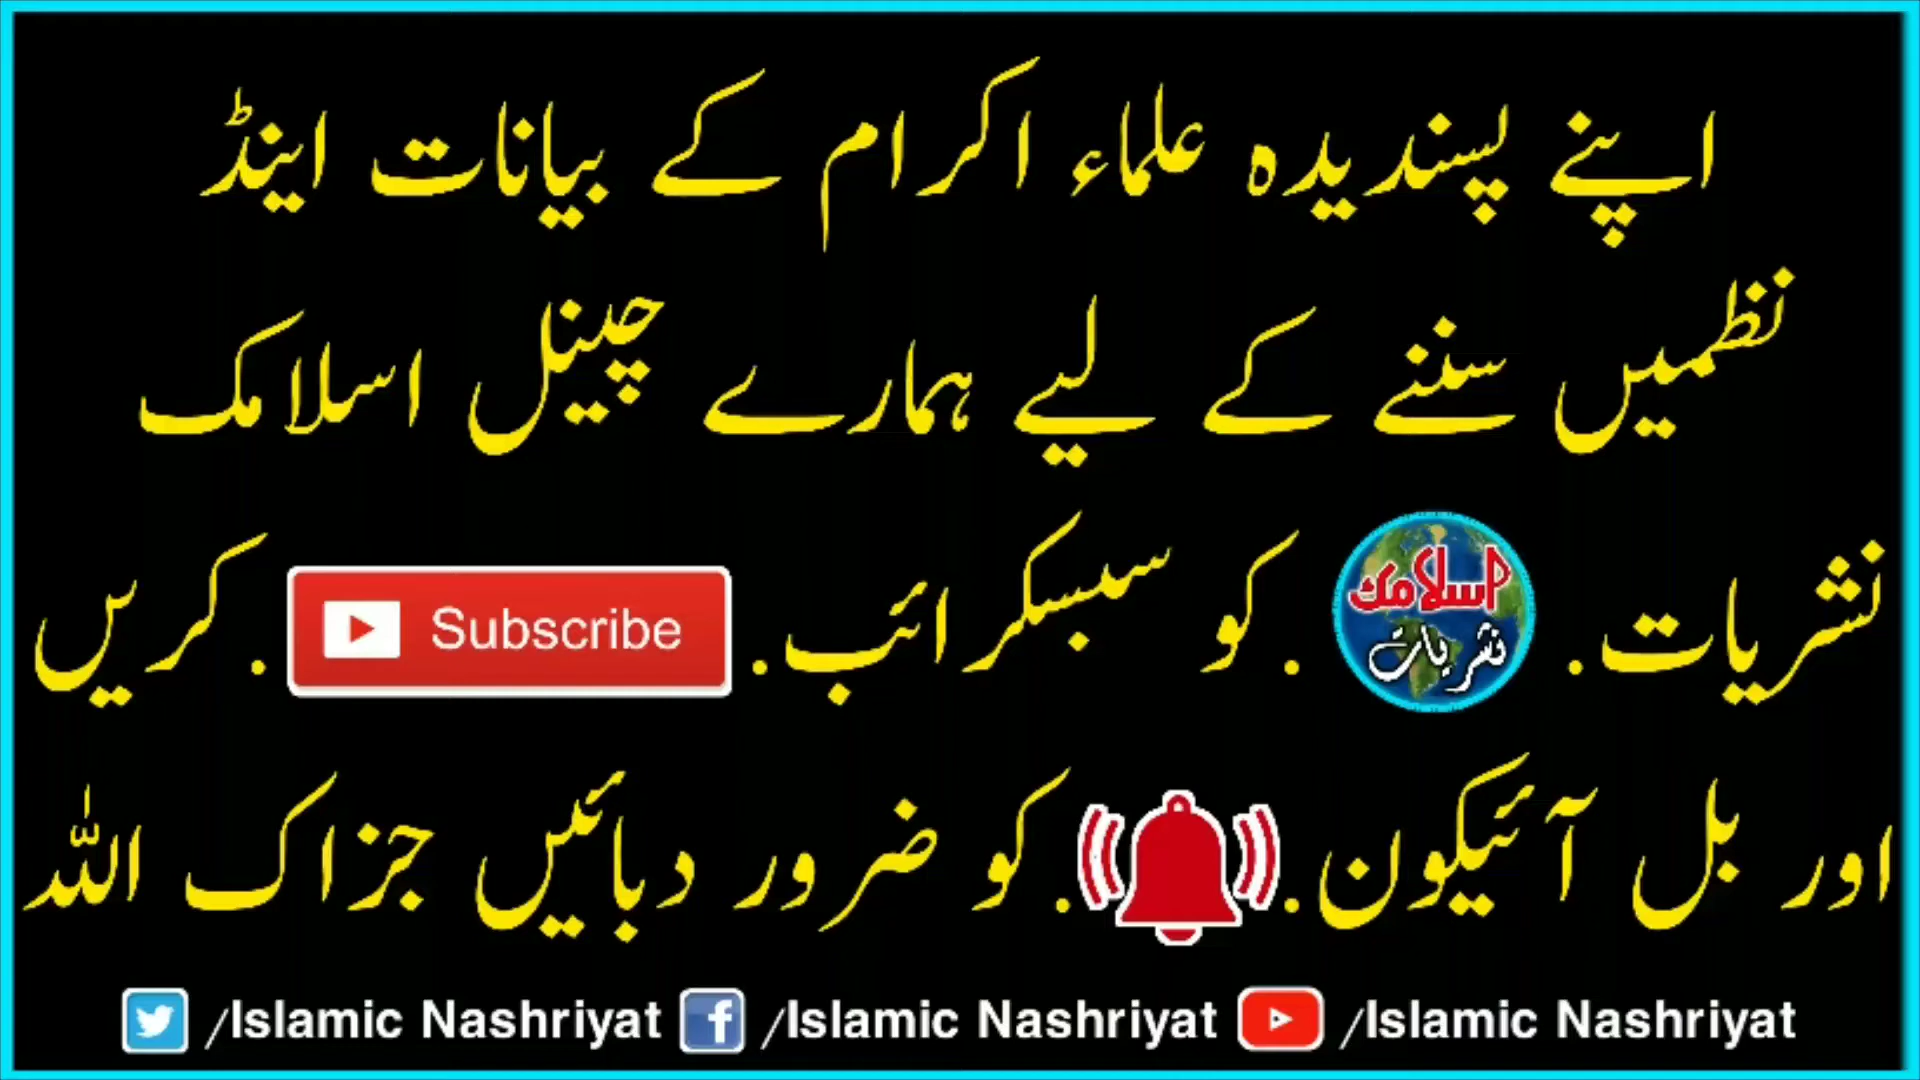 اپنے پسندیدہ علماء اکرام کے بیانات اینڈ
نظمیں سننے کے لیے ہمارے چینل اسلامک
نشریات. اسلامک نشریات .کو سبسکرائب. Subscribe .کریں
اور بل آئیکون. .کو ضرور دبائیں جزاک اللہ
/Islamic Nashriyat /Islamic Nashriyat /Islamic Nashriyat